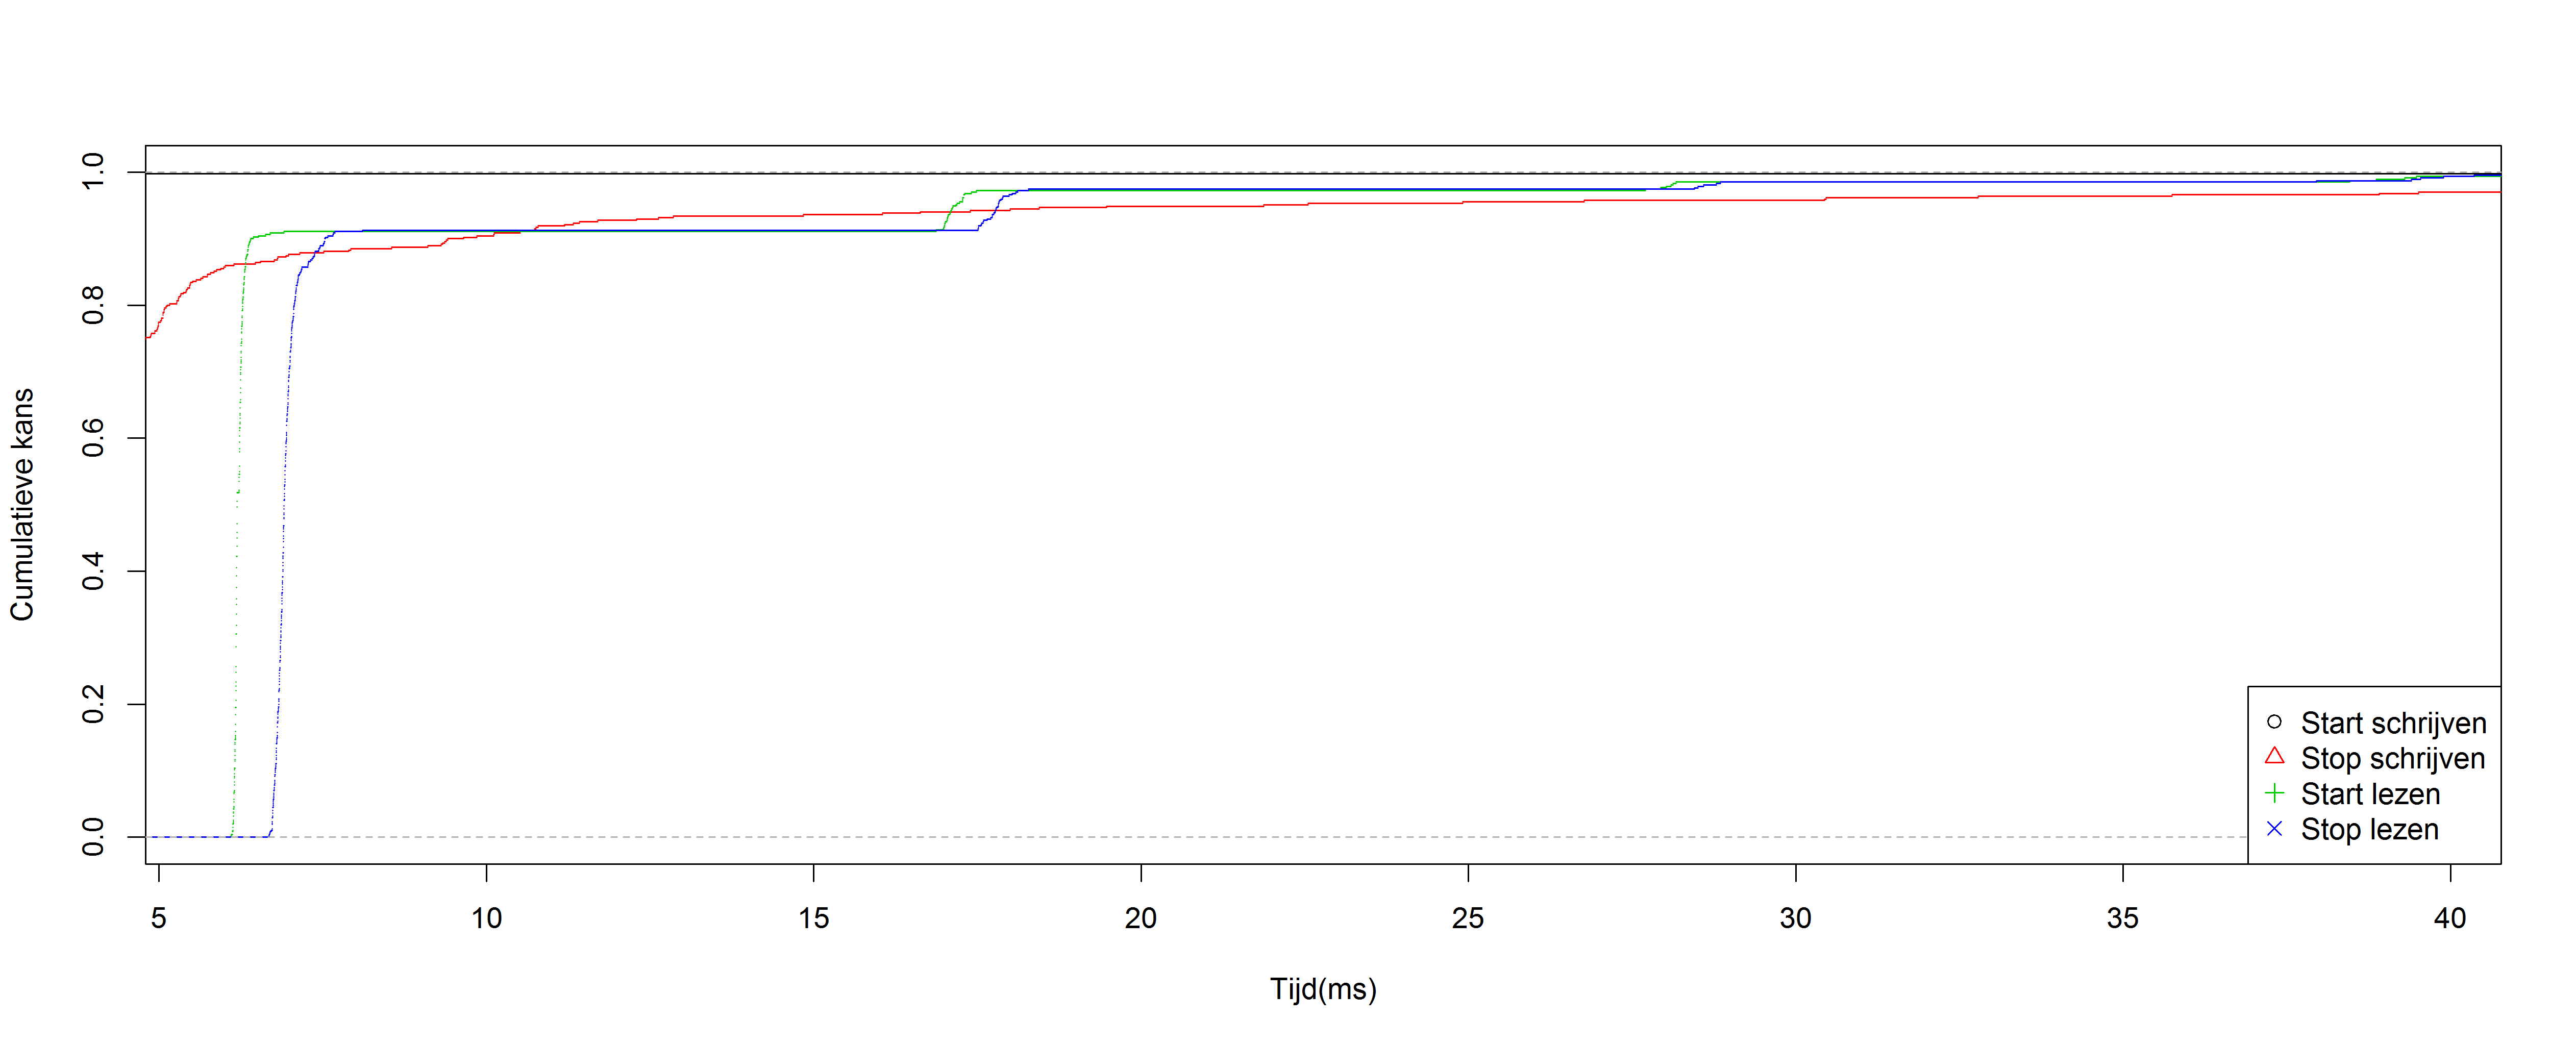 1.0
0.8
0.6
0.4
0.2
0.0
Cumulatieve kans
Start schrijven
Stop schrijven
Start lezen
Stop lezen
5 10 15 20 25 30 35 40
Tijd(ms)